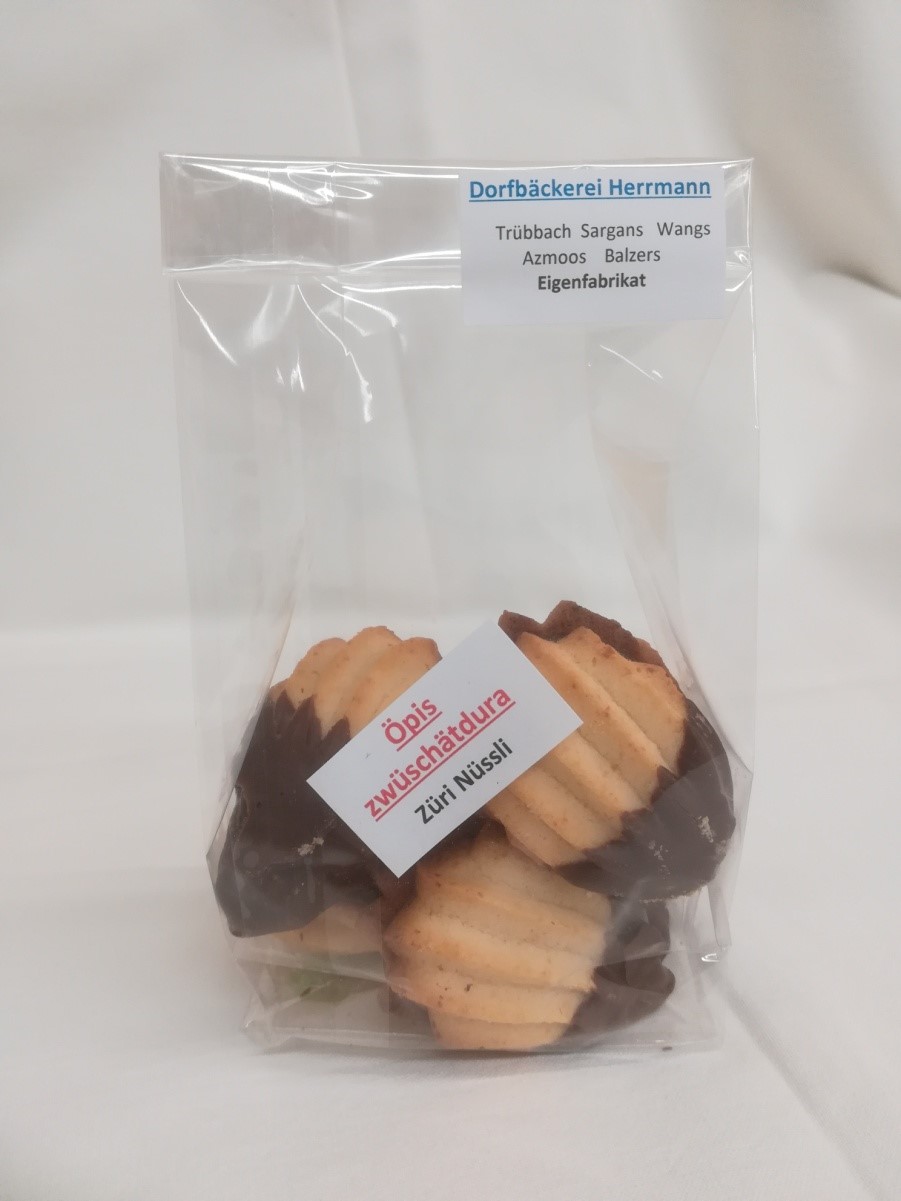 Dorfbäckerei Herrmann
Trübbach Sargans Wangs
Azmoos Balzers
Eigenfabrikat
Öpis
zwüschätdura
Züri Nüssli